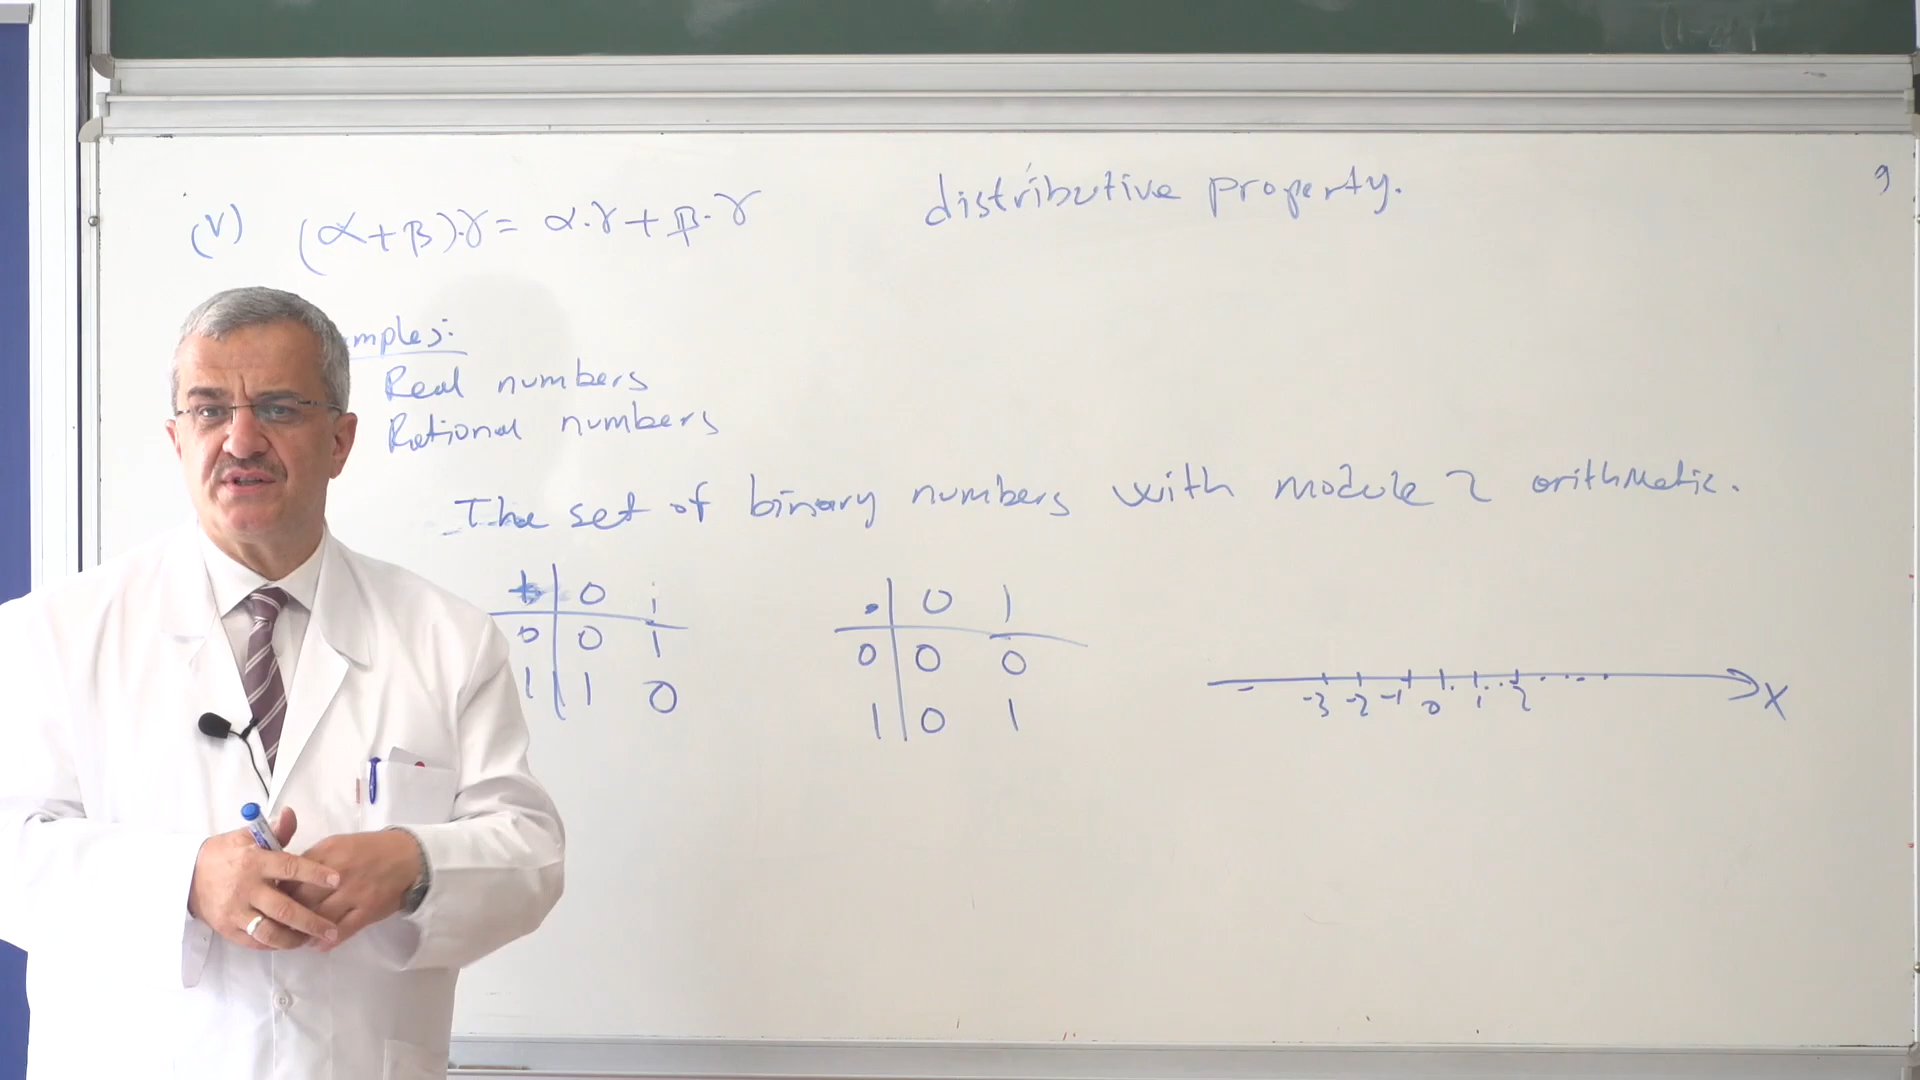 9
(V) (α+β)·γ = α·γ + β·γ distributive property.
mples:
Real numbers
Rational numbers
The set of binary numbers with module 2 arithmetic.
+ 0 1
0 0 1
1 1 0
· 0 1
0 0 0
1 0 1
-3 -2 -1 0 1 2 X